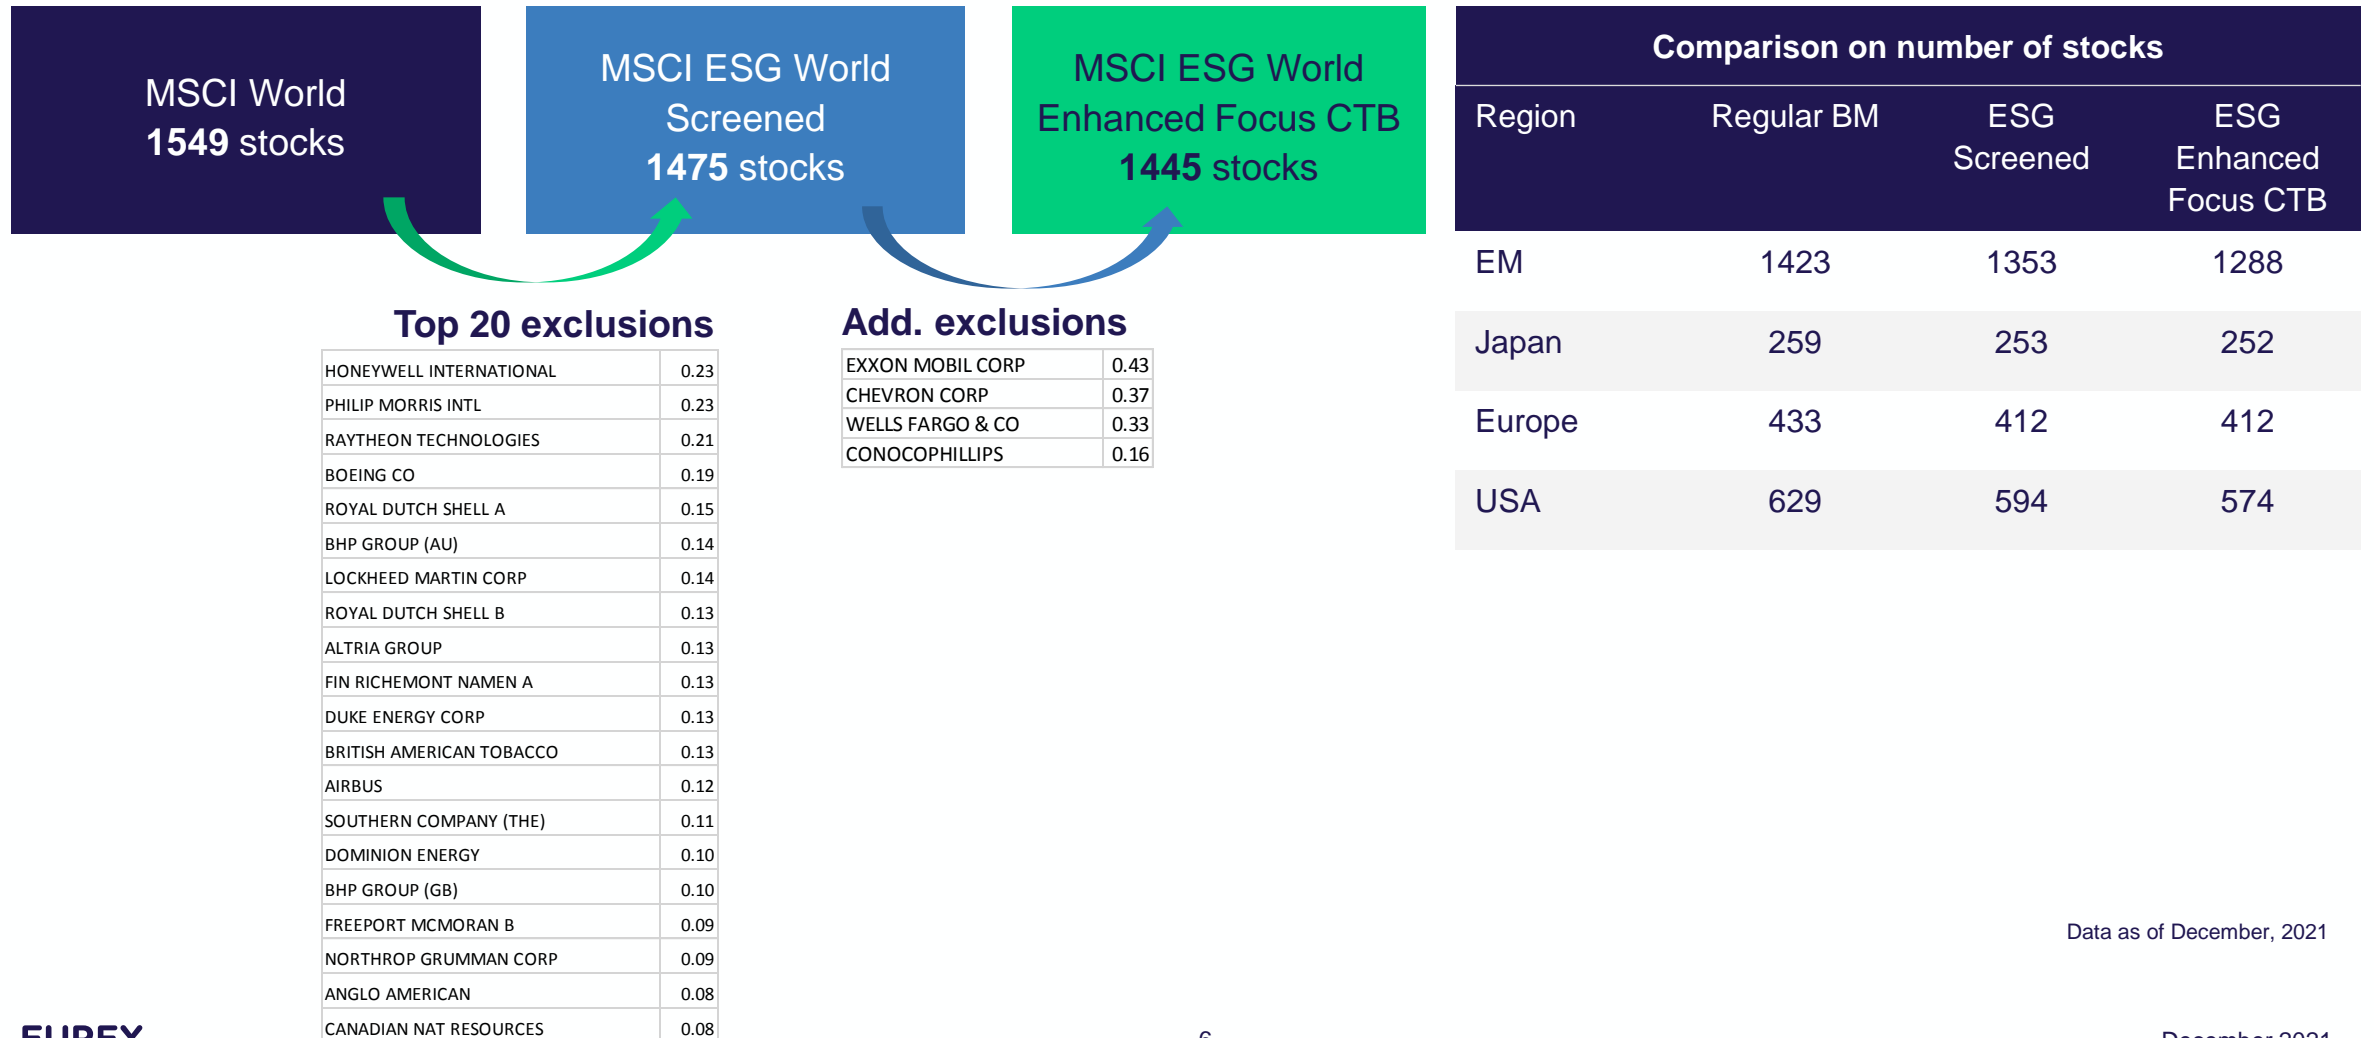 MSCI World
1549 stocks
MSCI ESG World
Screened
1475 stocks
MSCI ESG World
Enhanced Focus CTB
1445 stocks
Top 20 exclusions
HONEYWELL INTERNATIONAL 0.23
PHILIP MORRIS INTL 0.23
RAYTHEON TECHNOLOGIES 0.21
BOEING CO 0.19
ROYAL DUTCH SHELL A 0.15
BHP GROUP (AU) 0.14
LOCKHEED MARTIN CORP 0.14
ROYAL DUTCH SHELL B 0.13
ALTRIA GROUP 0.13
FIN RICHEMONT NAMEN A 0.13
DUKE ENERGY CORP 0.13
BRITISH AMERICAN TOBACCO 0.13
AIRBUS 0.12
SOUTHERN COMPANY (THE) 0.11
DOMINION ENERGY 0.10
BHP GROUP (GB) 0.10
FREEPORT MCMORAN B 0.09
NORTHROP GRUMMAN CORP 0.09
ANGLO AMERICAN 0.08
CANADIAN NAT RESOURCES 0.08
Add. exclusions
EXXON MOBIL CORP 0.43
CHEVRON CORP 0.37
WELLS FARGO & CO 0.33
CONOCOPHILLIPS 0.16
Comparison on number of stocks
Region Regular BM ESG Screened ESG Enhanced Focus CTB
EM 1423 1353 1288
Japan 259 253 252
Europe 433 412 412
USA 629 594 574
Data as of December, 2021
EUREX
6
December 2021